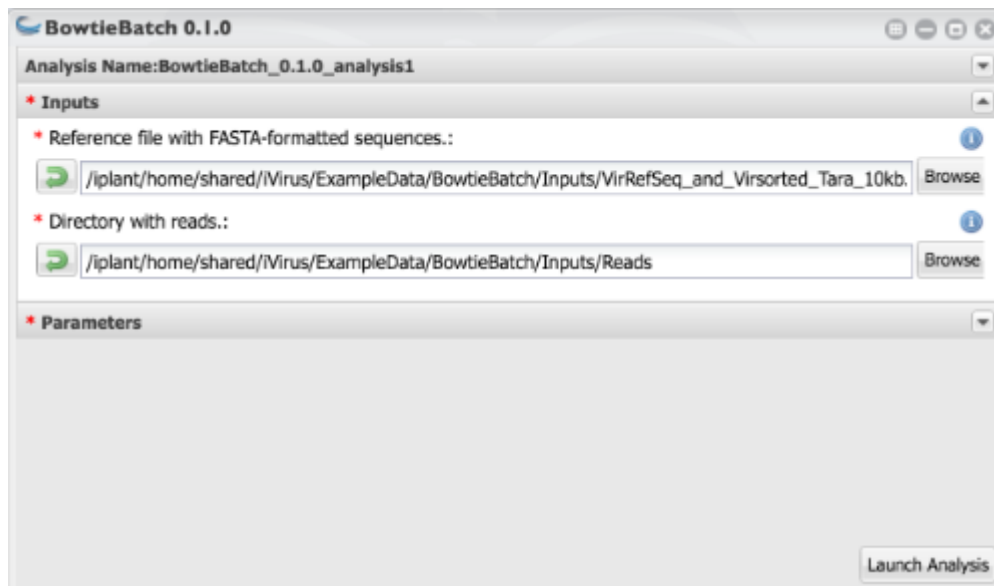 BowtieBatch 0.1.0
Analysis Name:BowtieBatch_0.1.0_analysis1
* Inputs
* Reference file with FASTA-formatted sequences.:
/iplant/home/shared/iVirus/ExampleData/BowtieBatch/Inputs/VirRefSeq_and_Virsorted_Tara_10kb. Browse
* Directory with reads.:
/iplant/home/shared/iVirus/ExampleData/BowtieBatch/Inputs/Reads Browse
* Parameters
Launch Analysis